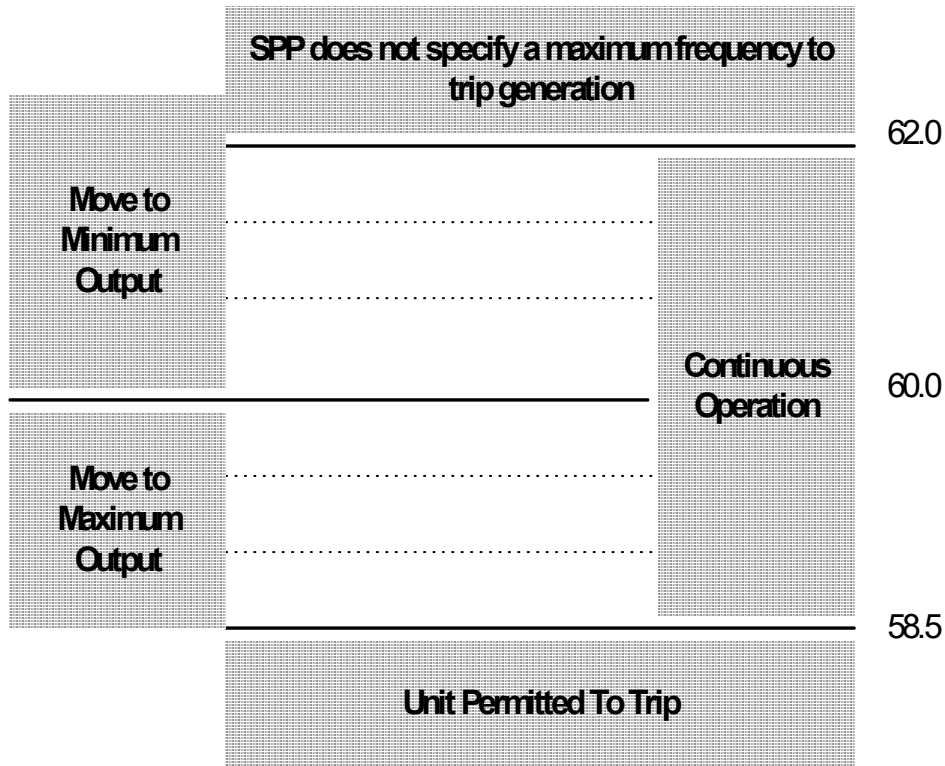 SPP does not specify a maximum frequency to
trip generation
62.0
Move to
Minimum
Output
Continuous
Operation
60.0
Move to
Maximum
Output
58.5
Unit Permitted To Trip